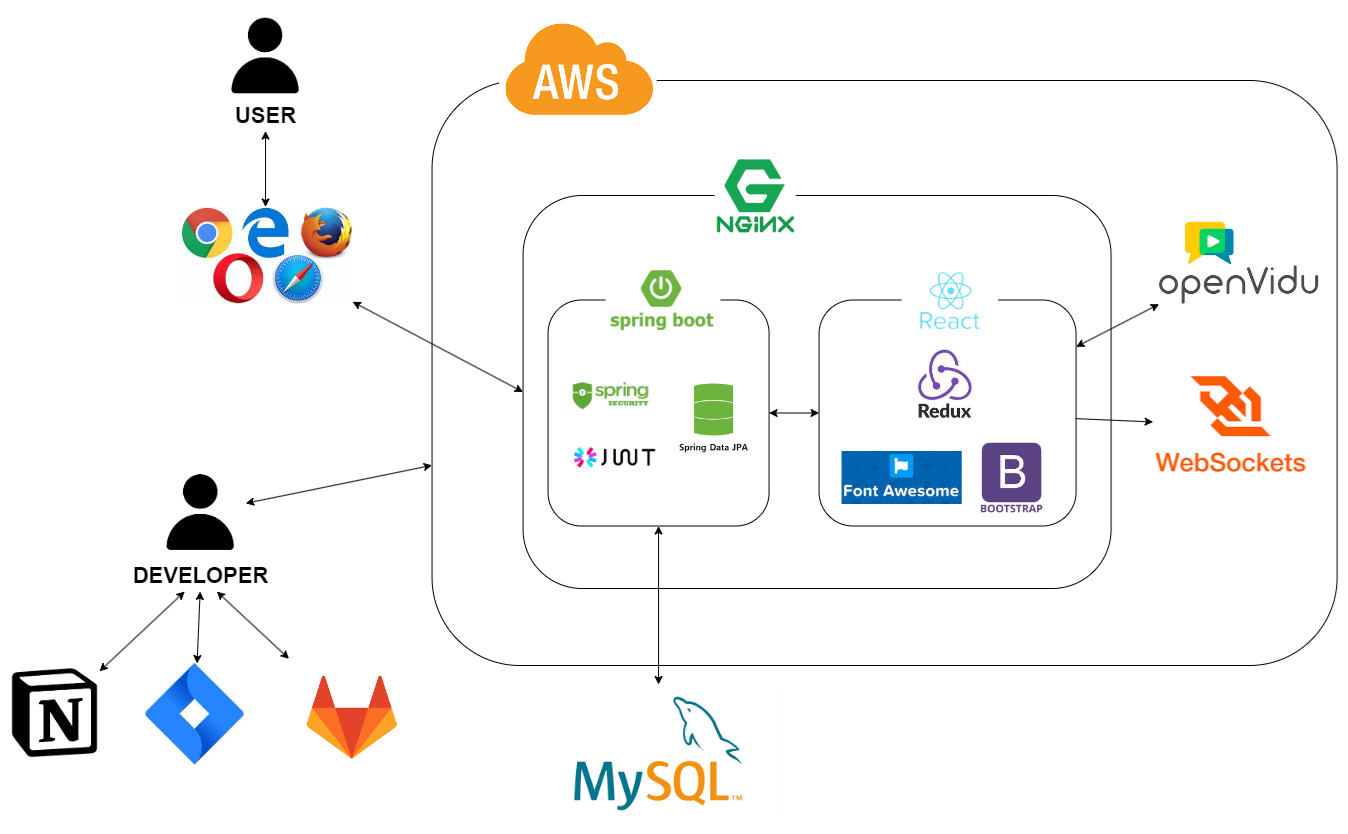 USER
AWS
NGiNX
spring boot
React
openVidu
spring
SECURITY
Redux
Spring Data JPA
JWT
Font Awesome
B
BOOTSTRAP
WebSockets
DEVELOPER
N
MySQL™